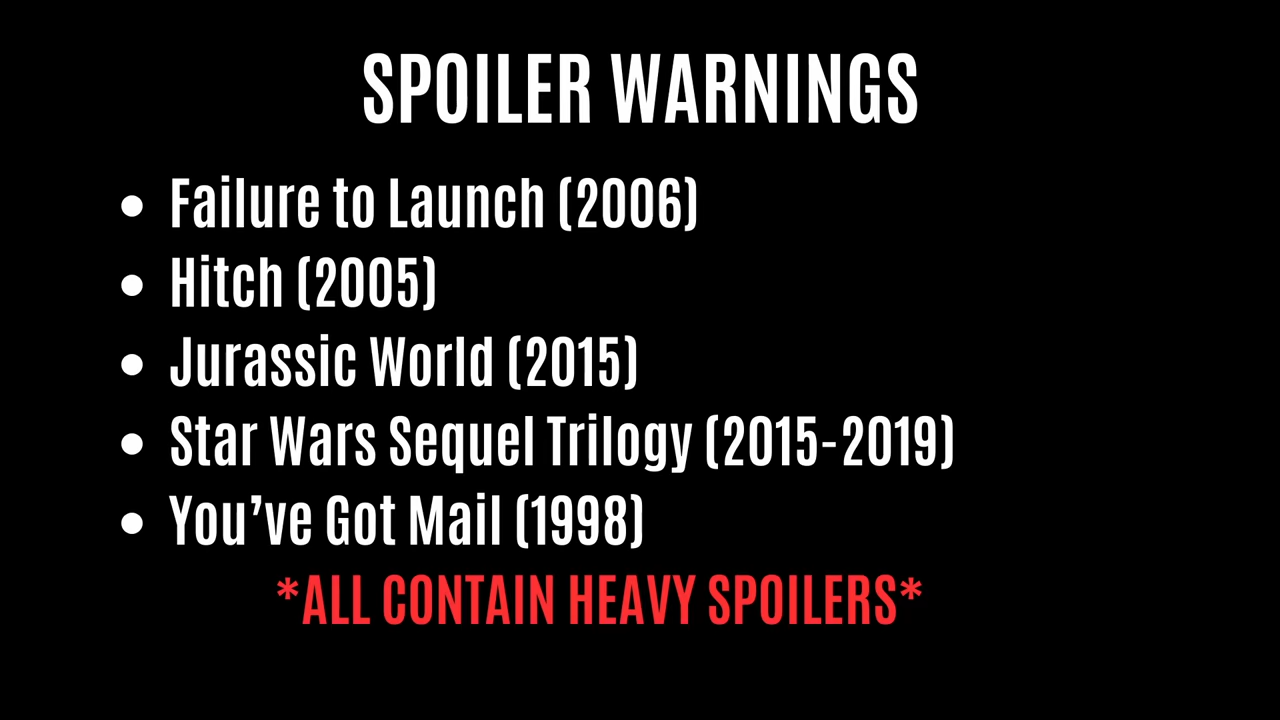 SPOILER WARNINGS
• Failure to Launch (2006)
• Hitch (2005)
• Jurassic World (2015)
• Star Wars Sequel Trilogy (2015-2019)
• You’ve Got Mail (1998)
*ALL CONTAIN HEAVY SPOILERS*